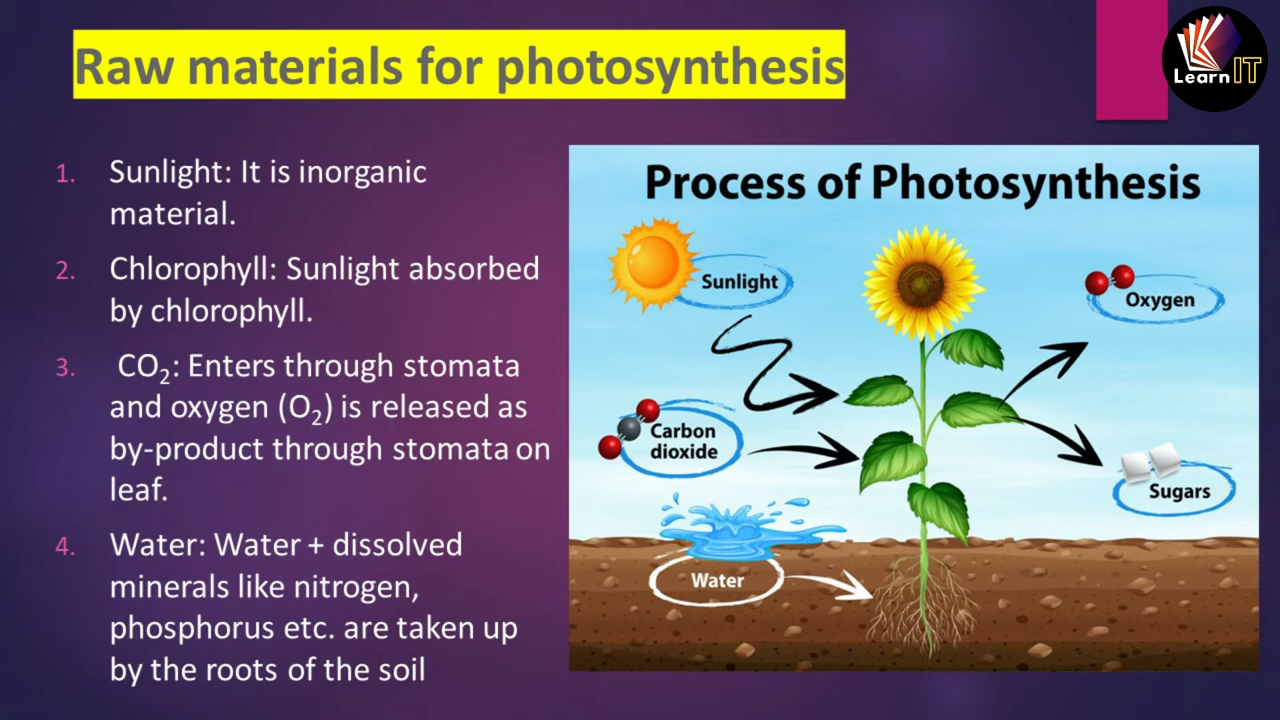 Raw materials for photosynthesis
LearnIT
1. Sunlight: It is inorganic
material.
2. Chlorophyll: Sunlight absorbed
by chlorophyll.
3. CO₂: Enters through stomata
and oxygen (O₂) is released as
by-product through stomata on
leaf.
4. Water: Water + dissolved
minerals like nitrogen,
phosphorus etc. are taken up
by the roots of the soil
Process of Photosynthesis
Sunlight
Oxygen
Carbon
dioxide
Sugars
Water